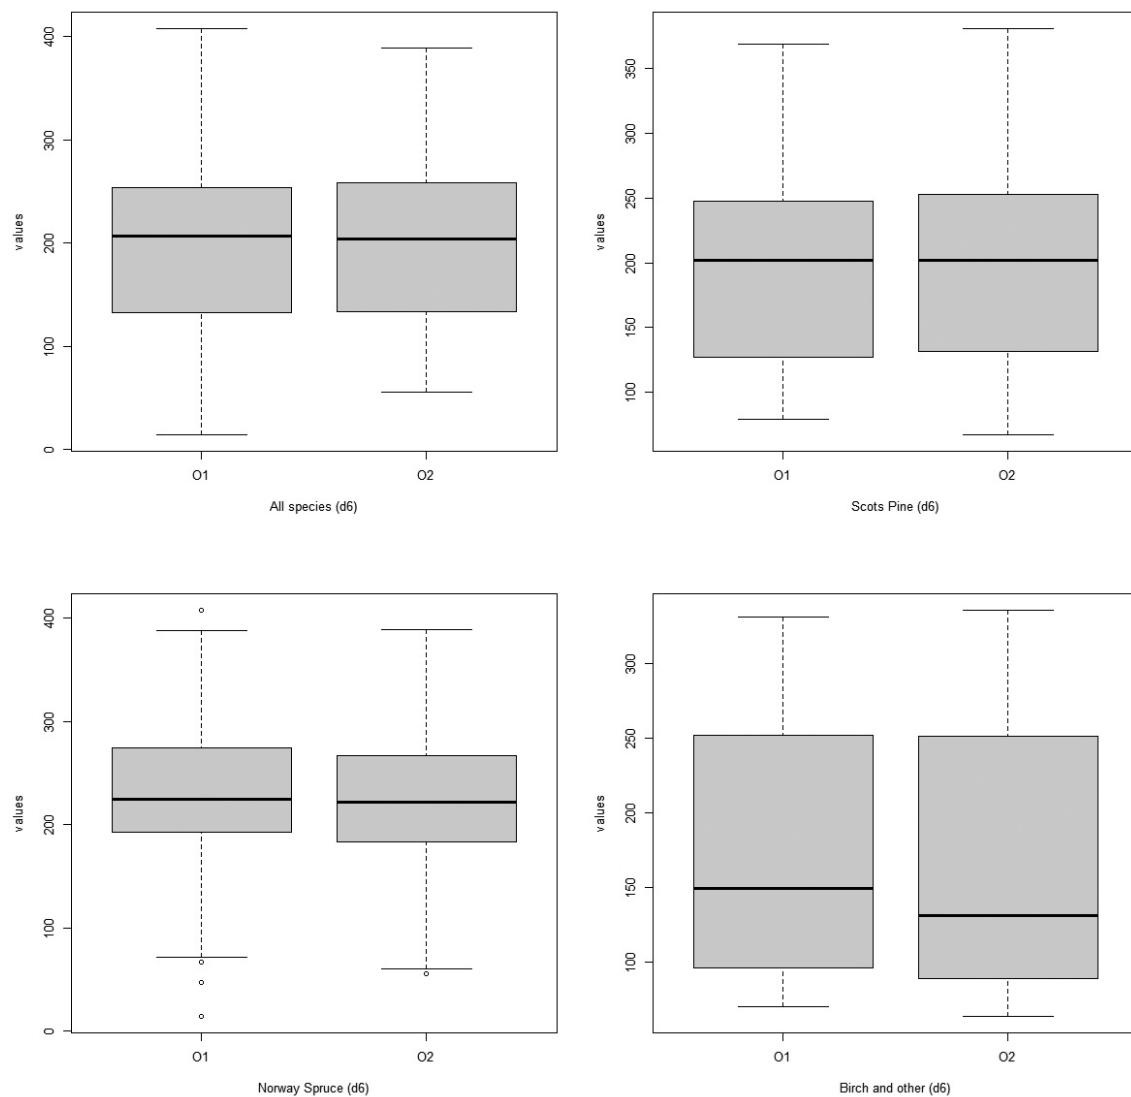 400
300
200
100
0
values
O1 O2
All species (d6)
350
300
250
200
150
100
values
O1 O2
Scots Pine (d6)
400
300
200
100
0
values
O1 O2
Norway Spruce (d6)
300
250
200
150
100
values
O1 O2
Birch and other (d6)